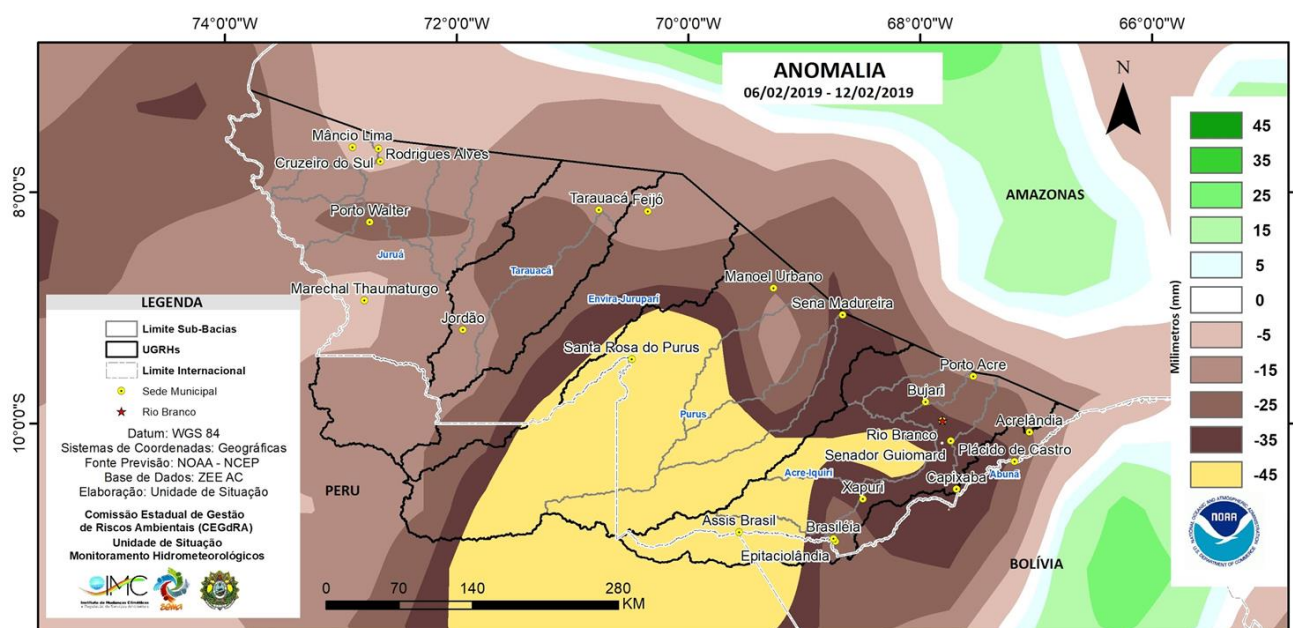 74°0'0"W 72°0'0"W 70°0'0"W 68°0'0"W 66°0'0"W
ANOMALIA
06/02/2019 - 12/02/2019
N
8°0'0"S
10°0'0"S
Mâncio Lima
Rodrigues Alves
Cruzeiro do Sul
Porto Walter
Juruá
Marechal Thaumaturgo
Tarauacá
Feijó
Tarauacá
Jordão
Envira-Jurupari
Manoel Urbano
Sena Madureira
Santa Rosa do Purus
Purus
Porto Acre
Bujari
Acrelândia
Rio Branco
Plácido de Castro
Senador Guiomard
Acre-Iquiri
Capixaba
Abunã
Xapuri
Assis Brasil
Brasiléia
Epitaciolândia
AMAZONAS
PERU
BOLÍVIA
LEGENDA
Limite Sub-Bacias
UGRHs
Limite Internacional
Sede Municipal
Rio Branco
Datum: WGS 84
Sistemas de Coordenadas: Geográficas
Fonte Previsão: NOAA - NCEP
Base de Dados: ZEE AC
Elaboração: Unidade de Situação
Comissão Estadual de Gestão
de Riscos Ambientais (CEGdRA)
Unidade de Situação
Monitoramento Hidrometeorológicos
IMC
0 70 140 280
KM
Milimetros (mm)
45
35
25
15
5
0
-5
-15
-25
-35
-45
NOAA